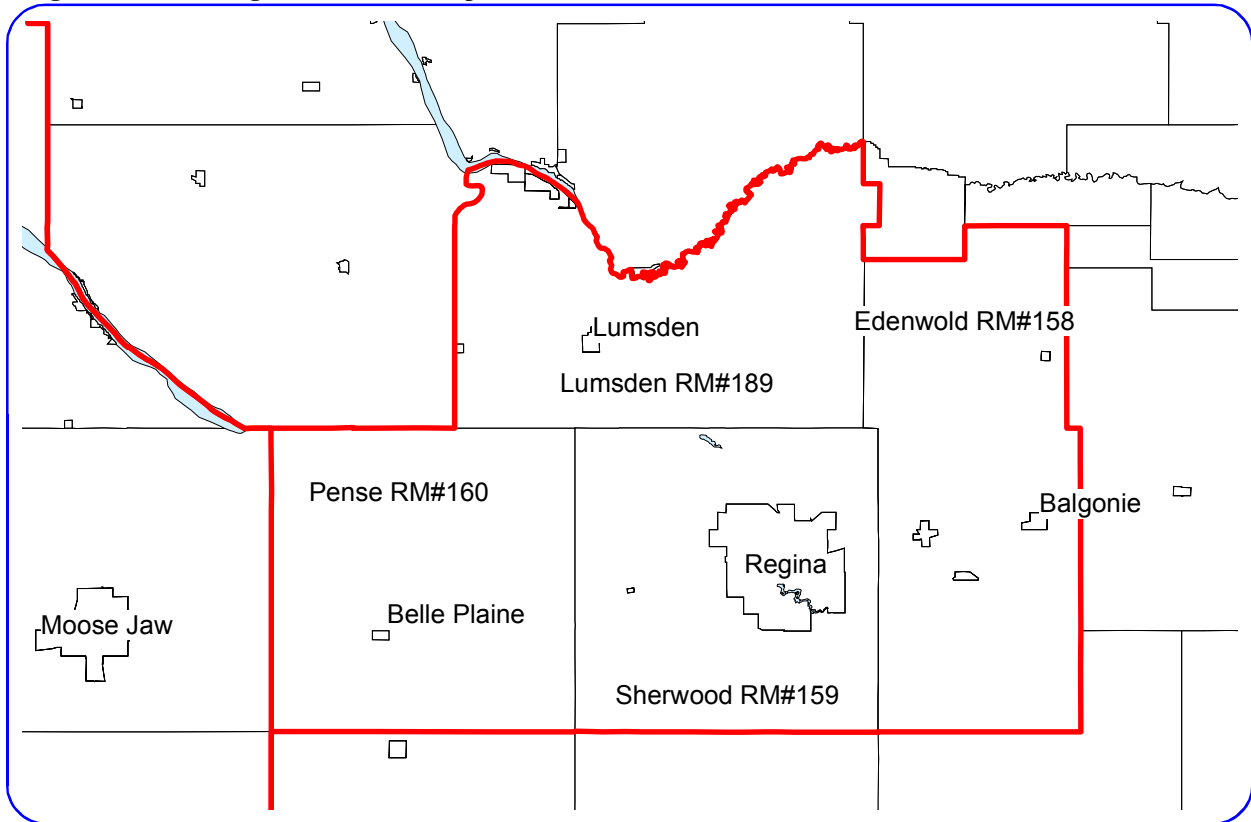 Lumsden
Edenwold RM#158
Lumsden RM#189
Pense RM#160
Balgonie
Regina
Belle Plaine
Moose Jaw
Sherwood RM#159